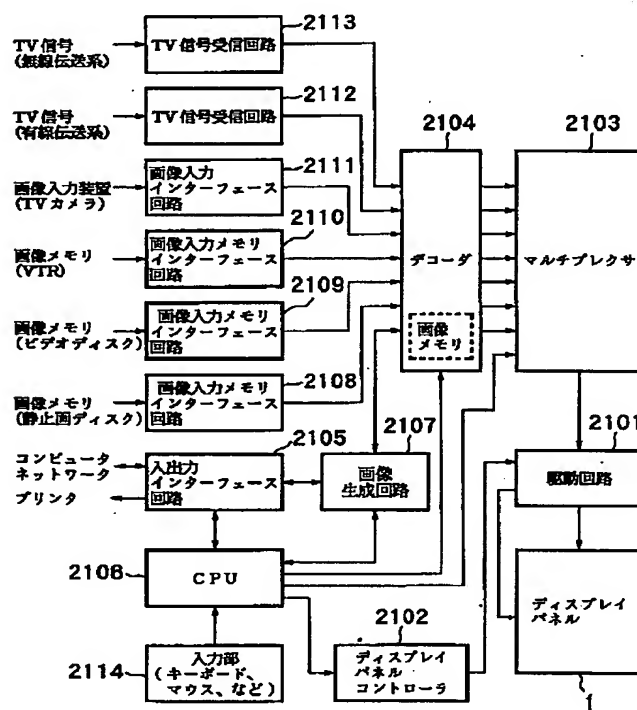 2113
TV信号
(無線伝送系)
TV信号受信回路
2112
TV信号
(有線伝送系)
TV信号受信回路
2104
2103
2111
画像入力装置
(TVカメラ)
画像入力
インターフェース
回路
2110
画像メモリ
(VTR)
画像入力メモリ
インターフェース
回路
デコーダ
マルチプレクサ
2109
画像メモリ
(ビデオディスク)
画像入力メモリ
インターフェース
回路
画像
メモリ
2108
画像メモリ
(静止画ディスク)
画像入力メモリ
インターフェース
回路
2105
2107
2101
コンピュータ
ネットワーク
プリンタ
入出力
インターフェース
回路
画像
生成回路
駆動回路
2106
CPU
ディスプレイ
パネル
2102
2114
入力部
(キーボード、
マウス、など)
ディスプレイ
パネル
コントローラ
1